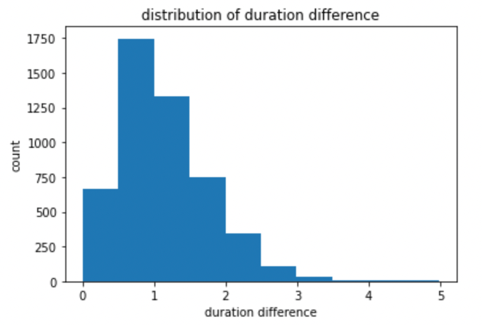 distribution of duration difference
1750
1500
1250
1000
750
500
250
0
count
0 1 2 3 4 5
duration difference